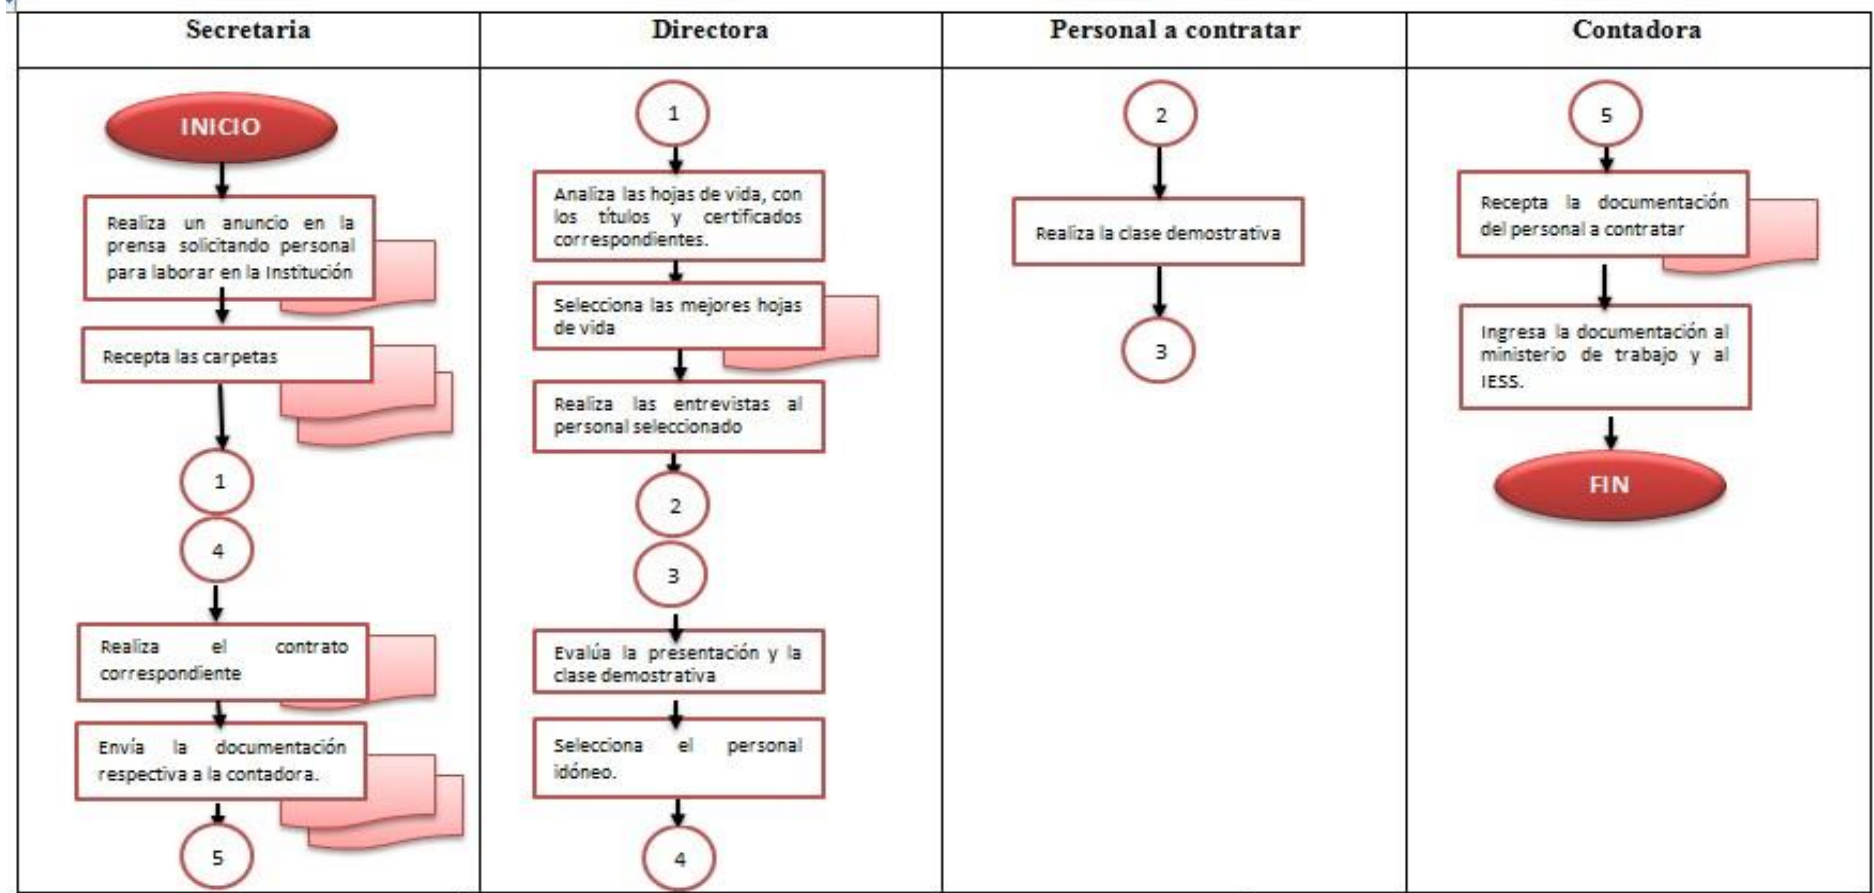 Secretaria
Directora
Personal a contratar
Contadora
INICIO
Realiza un anuncio en la
prensa solicitando personal
para laborar en la Institución
Recepta las carpetas
1
4
Realiza el contrato
correspondiente
Envía la documentación
respectiva a la contadora.
5
1
Analiza las hojas de vida, con
los títulos y certificados
correspondientes.
Selecciona las mejores hojas
de vida
Realiza las entrevistas al
personal seleccionado
2
3
Evalúa la presentación y la
clase demostrativa
Selecciona el personal
idóneo.
4
2
Realiza la clase demostrativa
3
5
Recepta la documentación
del personal a contratar
Ingresa la documentación al
ministerio de trabajo y al
IESS.
FIN